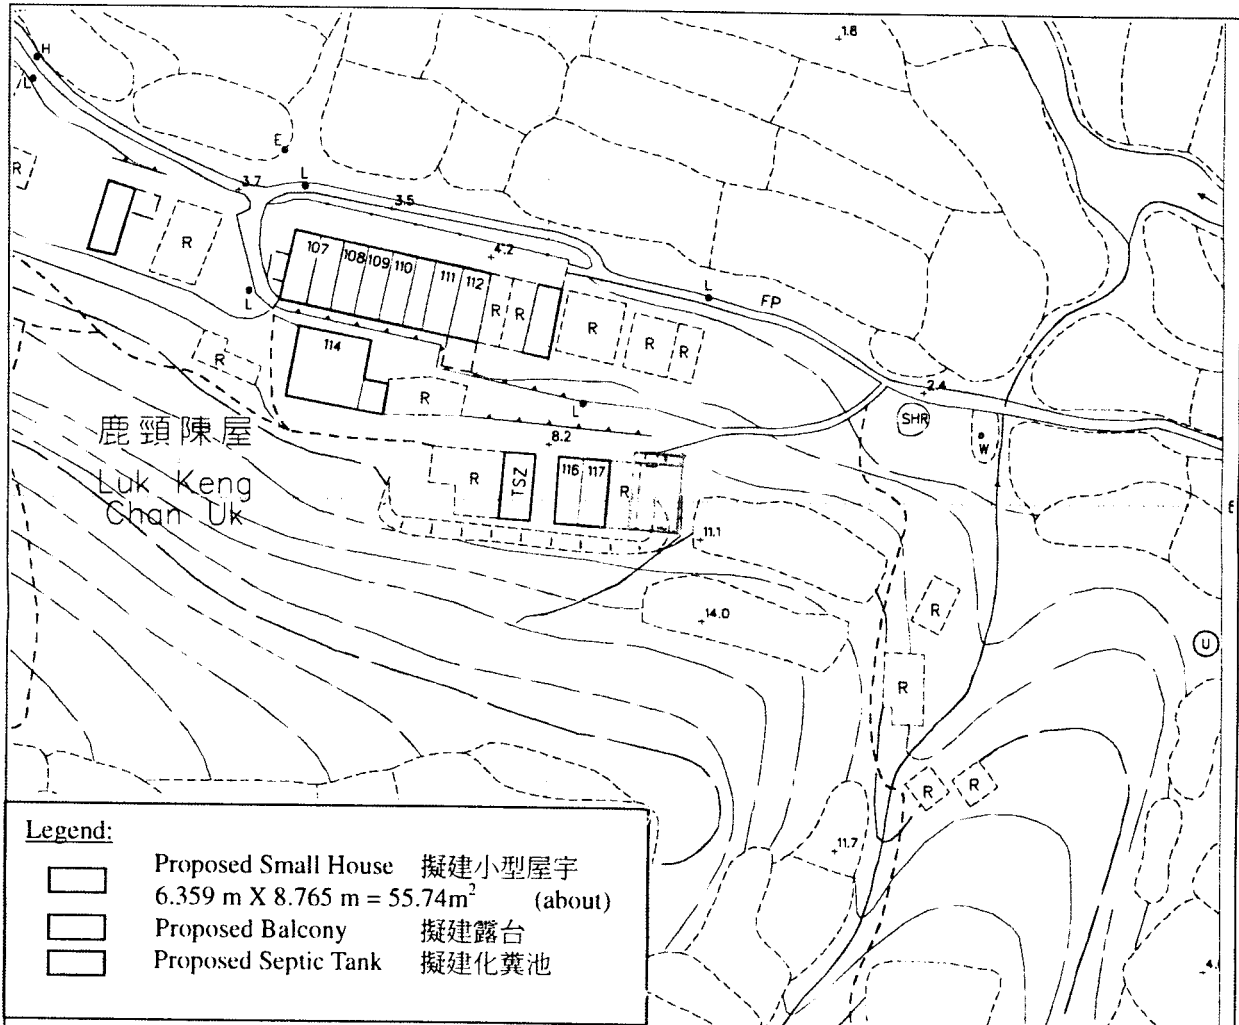 1.8
H
L
E
R
3.7
L
3.5
R
107
108
109
110
111
112
4.2
R
R
L
L
FP
R
R
R
114
R
R
L
2.4
SHR
W
鹿頸陳屋
Luk Keng
Chan Uk
8.2
R
TSZ
116
117
R
11.1
14.0
R
U
R
R
R
11.7
Legend:
Proposed Small House 擬建小型屋宇
6.359 m X 8.765 m = 55.74m² (about)
Proposed Balcony 擬建露台
Proposed Septic Tank 擬建化糞池